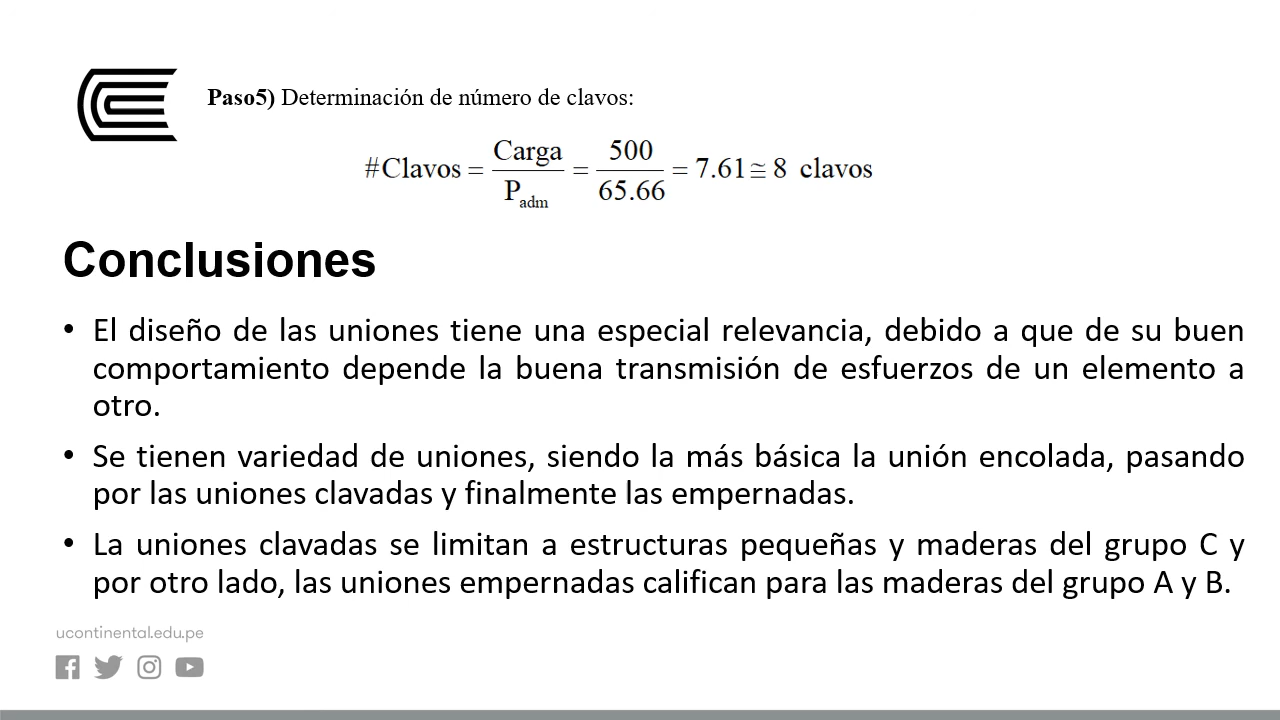 Paso5) Determinación de número de clavos:
#Clavos = Carga / P_adm = 500 / 65.66 = 7.61 ≅ 8 clavos
Conclusiones
• El diseño de las uniones tiene una especial relevancia, debido a que de su buen
comportamiento depende la buena transmisión de esfuerzos de un elemento a
otro.
• Se tienen variedad de uniones, siendo la más básica la unión encolada, pasando
por las uniones clavadas y finalmente las empernadas.
• La uniones clavadas se limitan a estructuras pequeñas y maderas del grupo C y
por otro lado, las uniones empernadas califican para las maderas del grupo A y B.
ucontinental.edu.pe